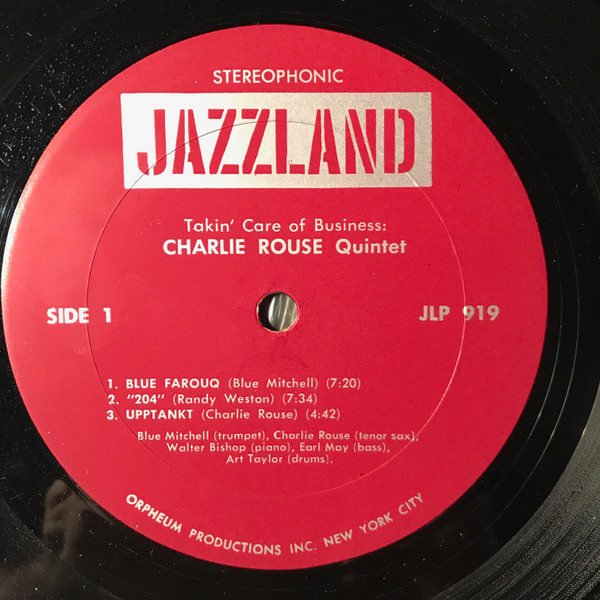 STEREOPHONIC
JAZZLAND
Takin' Care of Business:
CHARLIE ROUSE Quintet
SIDE 1
JLP 919
1. BLUE FAROUQ (Blue Mitchell) (7:20)
2. "204" (Randy Weston) (7:34)
3. UPPTANKT (Charlie Rouse) (4:42)
Blue Mitchell (trumpet), Charlie Rouse (tenor sax),
Walter Bishop (piano), Earl May (bass),
Art Taylor (drums).
ORPHEUM PRODUCTIONS INC. NEW YORK CITY